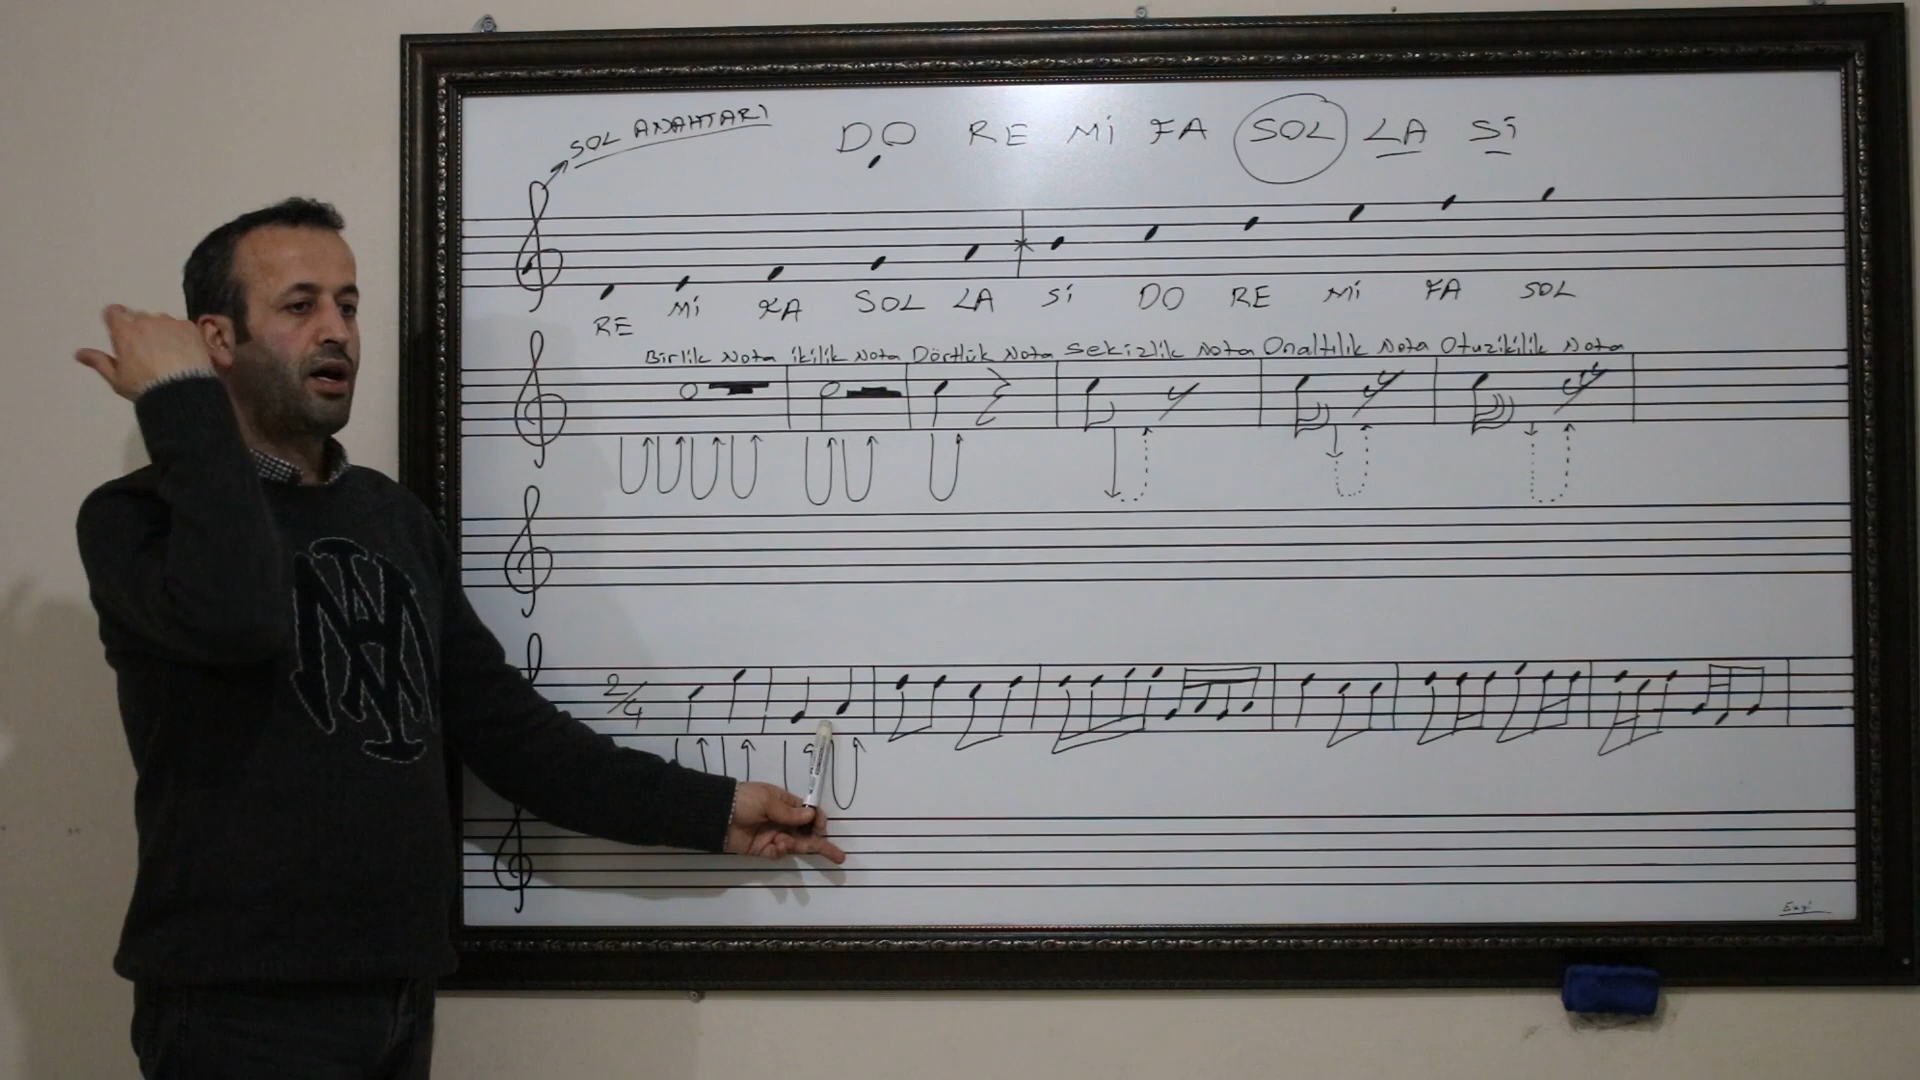 SOL ANAHTARI
DO RE Mİ FA SOL LA Sİ
RE Mİ FA SOL LA Sİ DO RE Mİ FA SOL
Birlik Nota ikilik Nota Dörtlük Nota Sekizlik Nota Onaltılık Nota Otuzikilik Nota
2/4